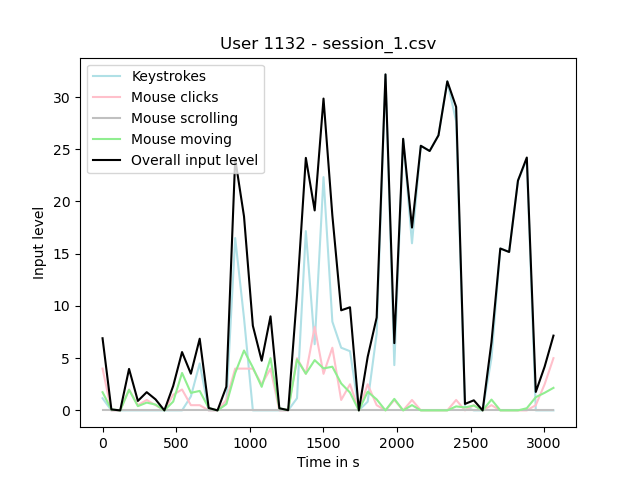 User 1132 - session_1.csv
Keystrokes
Mouse clicks
Mouse scrolling
Mouse moving
Overall input level
30
25
20
15
10
5
0
Input level
0 500 1000 1500 2000 2500 3000
Time in s